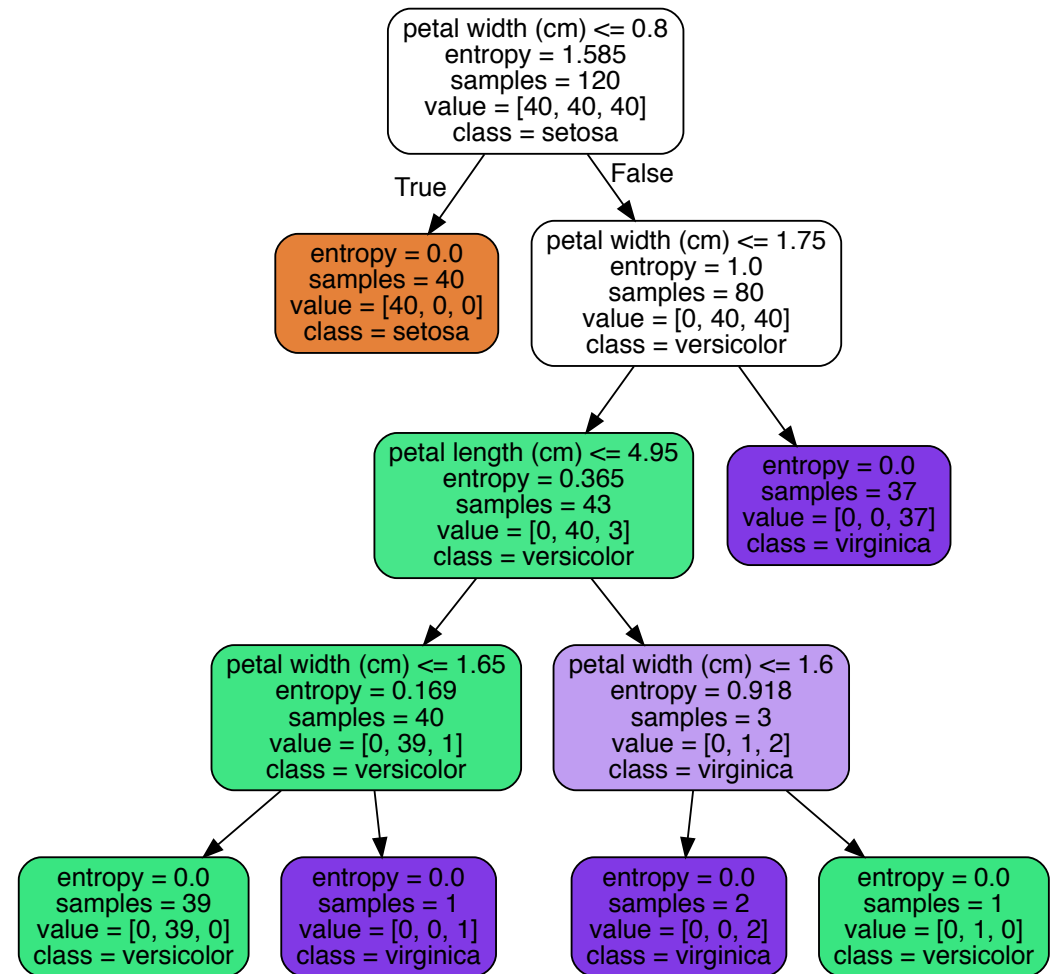 petal width (cm) <= 0.8
entropy = 1.585
samples = 120
value = [40, 40, 40]
class = setosa
True
False
entropy = 0.0
samples = 40
value = [40, 0, 0]
class = setosa
petal width (cm) <= 1.75
entropy = 1.0
samples = 80
value = [0, 40, 40]
class = versicolor
petal length (cm) <= 4.95
entropy = 0.365
samples = 43
value = [0, 40, 3]
class = versicolor
entropy = 0.0
samples = 37
value = [0, 0, 37]
class = virginica
petal width (cm) <= 1.65
entropy = 0.169
samples = 40
value = [0, 39, 1]
class = versicolor
petal width (cm) <= 1.6
entropy = 0.918
samples = 3
value = [0, 1, 2]
class = virginica
entropy = 0.0
samples = 39
value = [0, 39, 0]
class = versicolor
entropy = 0.0
samples = 1
value = [0, 0, 1]
class = virginica
entropy = 0.0
samples = 2
value = [0, 0, 2]
class = virginica
entropy = 0.0
samples = 1
value = [0, 1, 0]
class = versicolor